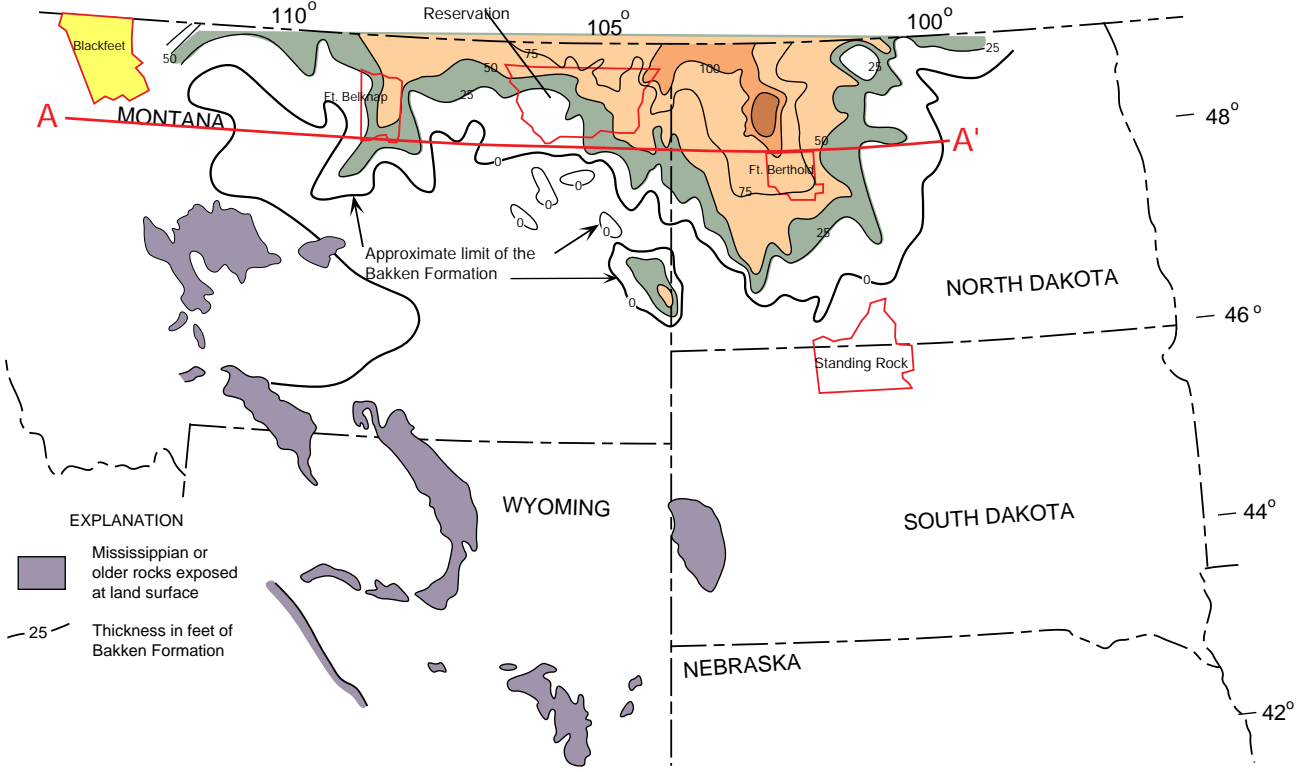 110°
Reservation
105°
100°
Blackfeet
50
75
50
25
100
25
25
Ft. Belknap
A
MONTANA
48°
50
A'
0
Ft. Berthold
75
0
0
0
0
25
Approximate limit of the
Bakken Formation
0
0
NORTH DAKOTA
46°
Standing Rock
WYOMING
SOUTH DAKOTA
44°
EXPLANATION
Mississippian or
older rocks exposed
at land surface
25
Thickness in feet of
Bakken Formation
NEBRASKA
42°